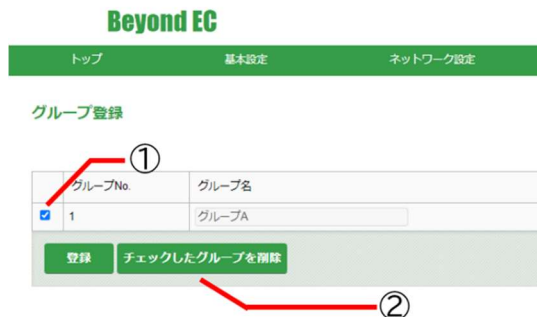 Beyond EC
トップ 基本設定 ネットワーク設定
グループ登録
①
グループNo. グループ名
1 グループA
登録 チェックしたグループを削除
②